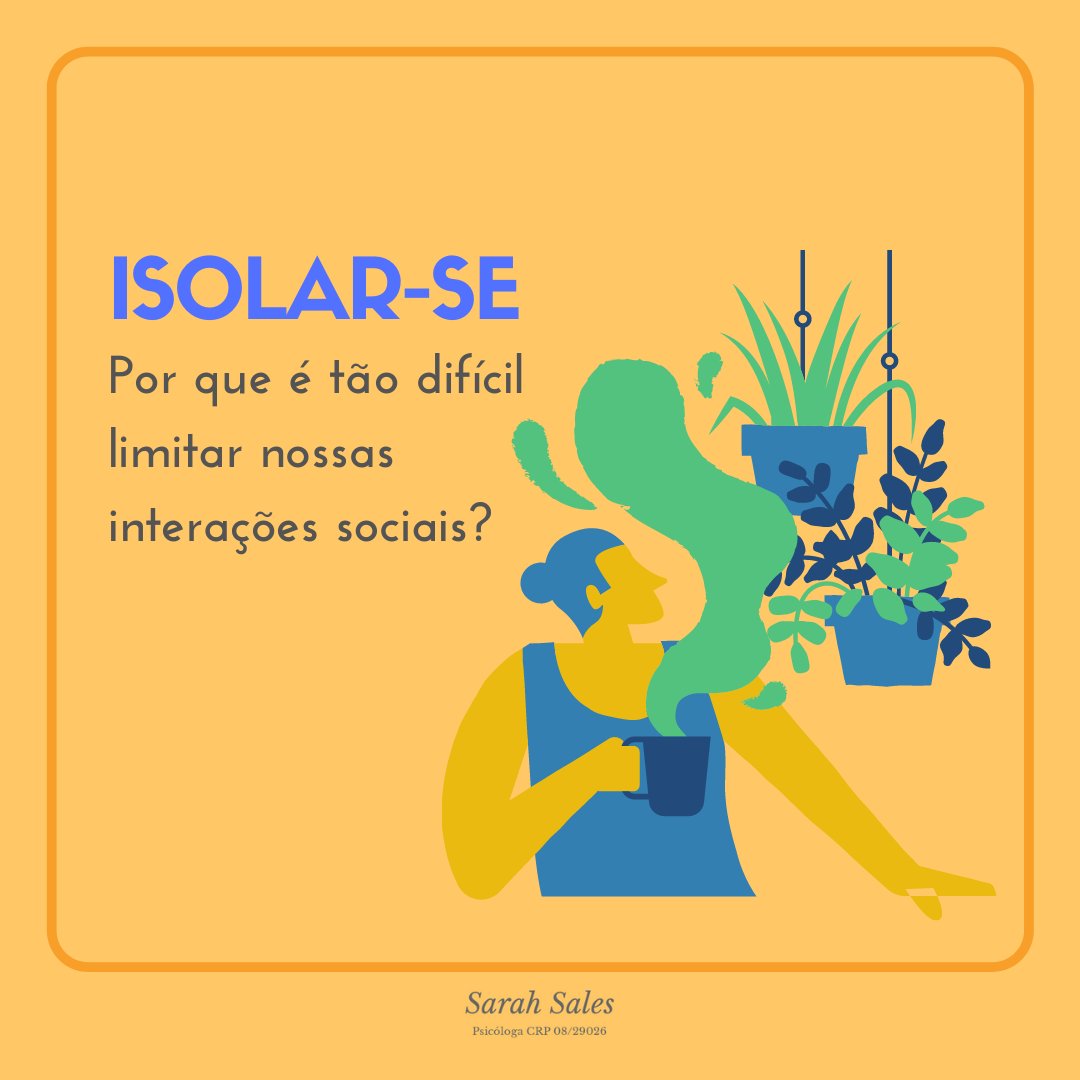 ISOLAR-SE
Por que é tão difícil
limitar nossas
interações sociais?
Sarah Sales
Psicóloga CRP 08/29026